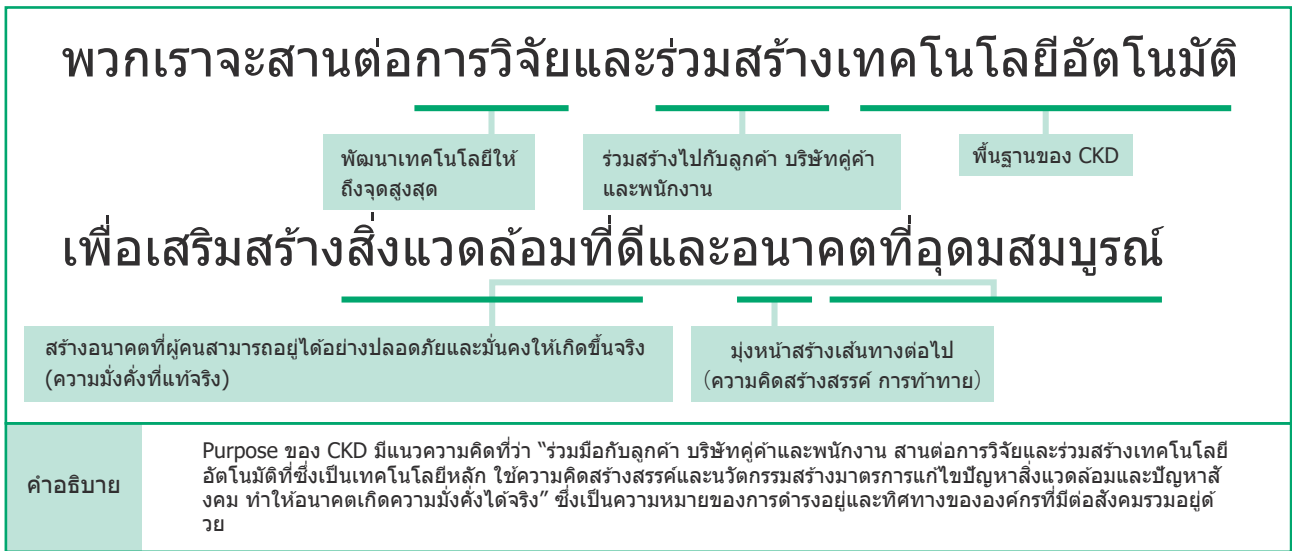 พวกเราจะสานต่อการวิจัยและร่วมสร้างเทคโนโลยีอัตโนมัติ
พัฒนาเทคโนโลยีให้
ถึงจุดสูงสุด
ร่วมสร้างไปกับลูกค้า บริษัทคู่ค้า
และพนักงาน
พื้นฐานของ CKD
เพื่อเสริมสร้างสิ่งแวดล้อมที่ดีและอนาคตที่อุดมสมบูรณ์
สร้างอนาคตที่ผู้คนสามารถอยู่ได้อย่างปลอดภัยและมั่นคงให้เกิดขึ้นจริง
(ความมั่งคั่งที่แท้จริง)
มุ่งหน้าสร้างเส้นทางต่อไป
（ความคิดสร้างสรรค์ การท้าทาย）
คำอธิบาย
Purpose ของ CKD มีแนวความคิดที่ว่า “ร่วมมือกับลูกค้า บริษัทคู่ค้าและพนักงาน สานต่อการวิจัยและร่วมสร้างเทคโนโลยี
อัตโนมัติที่ซึ่งเป็นเทคโนโลยีหลัก ใช้ความคิดสร้างสรรค์และนวัตกรรมสร้างมาตรการแก้ไขปัญหาสิ่งแวดล้อมและปัญหาสั
งคม ทำให้อนาคตเกิดความมั่งคั่งได้จริง” ซึ่งเป็นความหมายของการดำรงอยู่และทิศทางขององค์กรที่มีต่อสังคมรวมอยู่ด้
วย